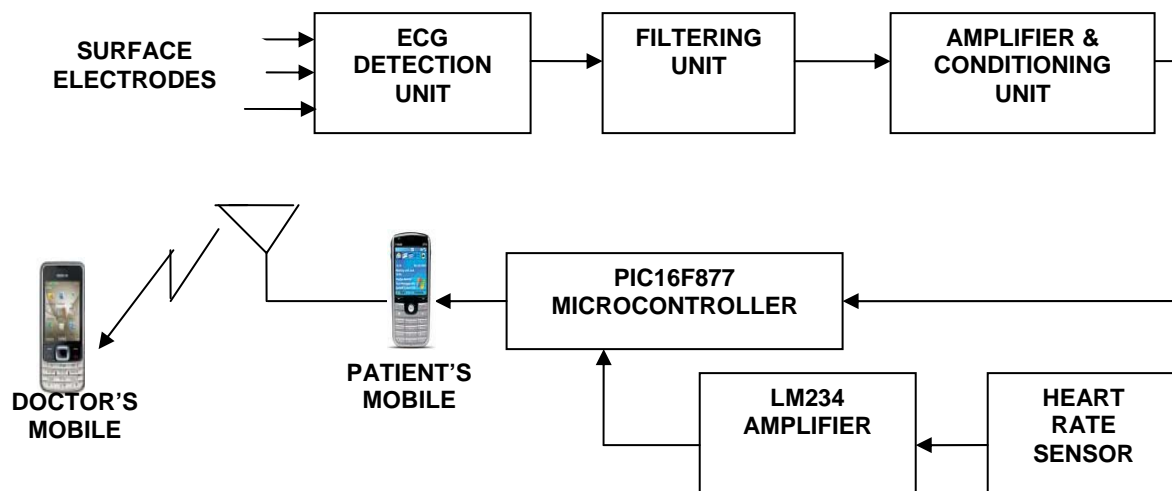 SURFACE
ELECTRODES
ECG
DETECTION
UNIT
FILTERING
UNIT
AMPLIFIER &
CONDITIONING
UNIT
PIC16F877
MICROCONTROLLER
PATIENT'S
MOBILE
DOCTOR'S
MOBILE
LM234
AMPLIFIER
HEART
RATE
SENSOR